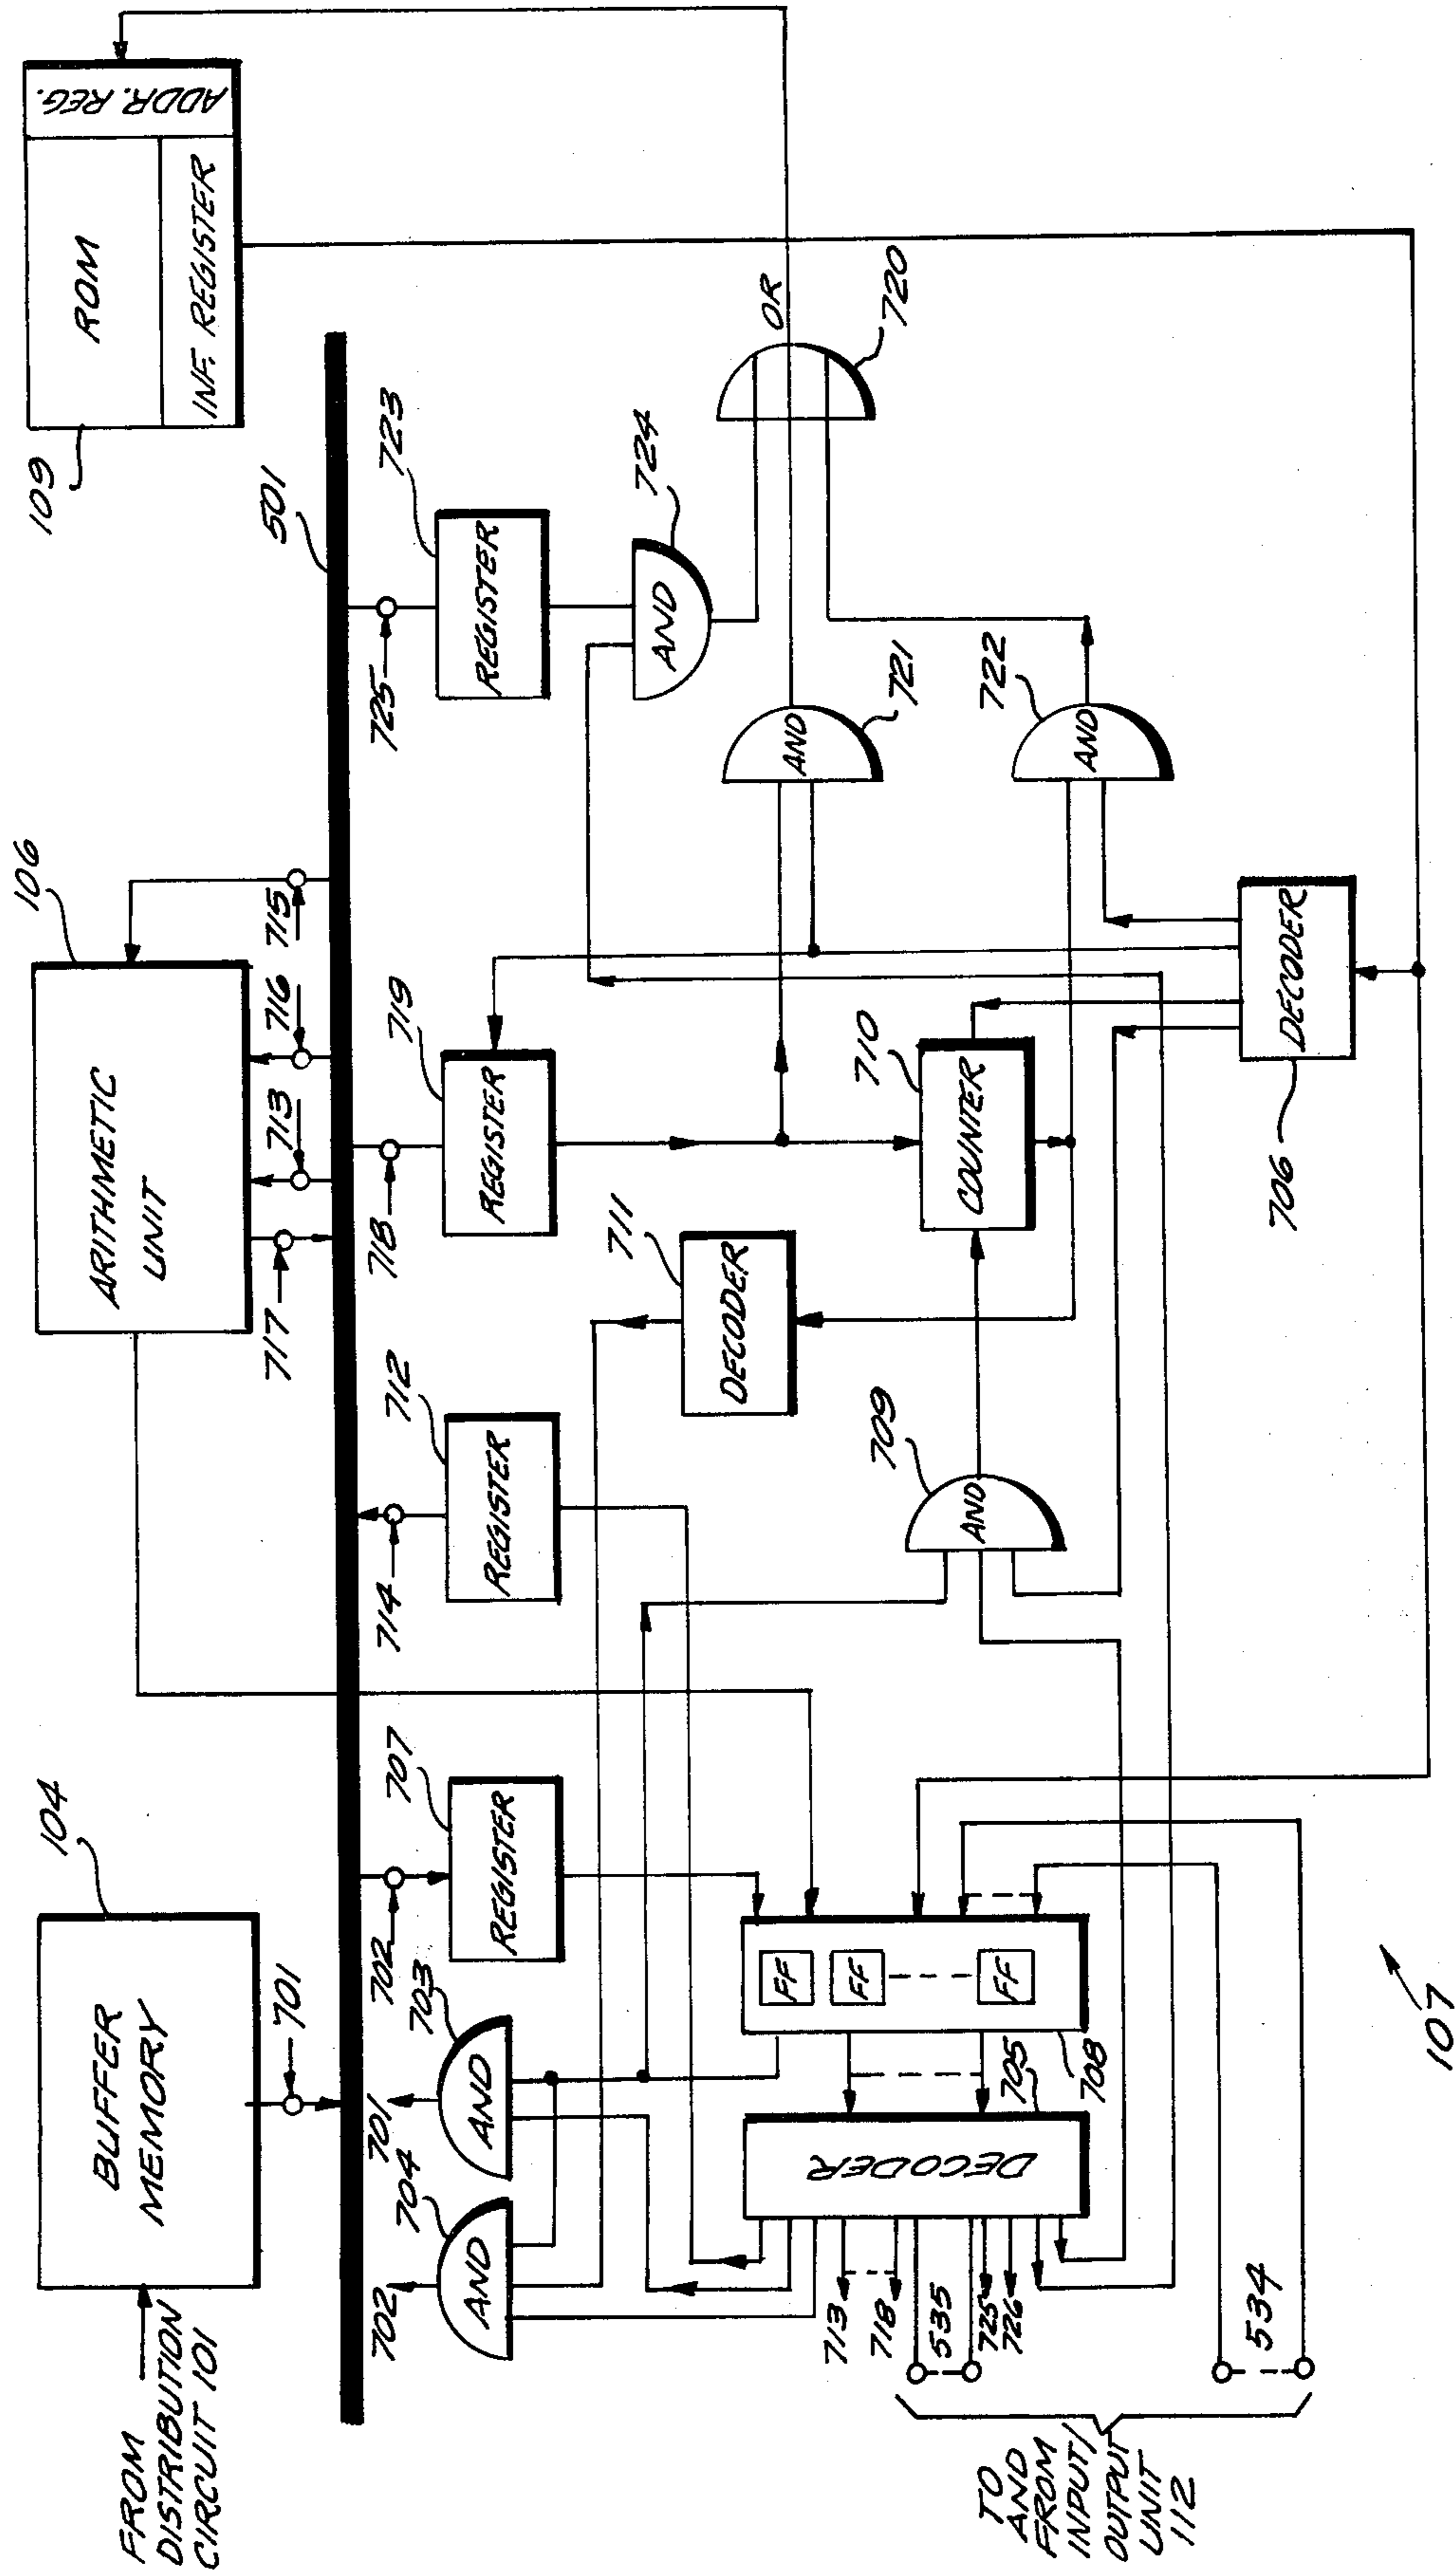 FROM
DISTRIBUTION
CIRCUIT 101
BUFFER
MEMORY
104
701
ARITHMETIC
UNIT
106
717
713
716
715
ROM
INF. REGISTER
ADDR. REG.
109
501
702
AND
704
701
AND
703
702
REGISTER
707
714
REGISTER
712
718
REGISTER
719
725
REGISTER
723
AND
724
DECODER
711
AND
721
OR
720
DECODER
705
FF
FF
FF
708
AND
709
COUNTER
710
AND
722
DECODER
706
713
718
535
725
726
534
TO
AND
FROM
INPUT/
OUTPUT
UNIT
112
107